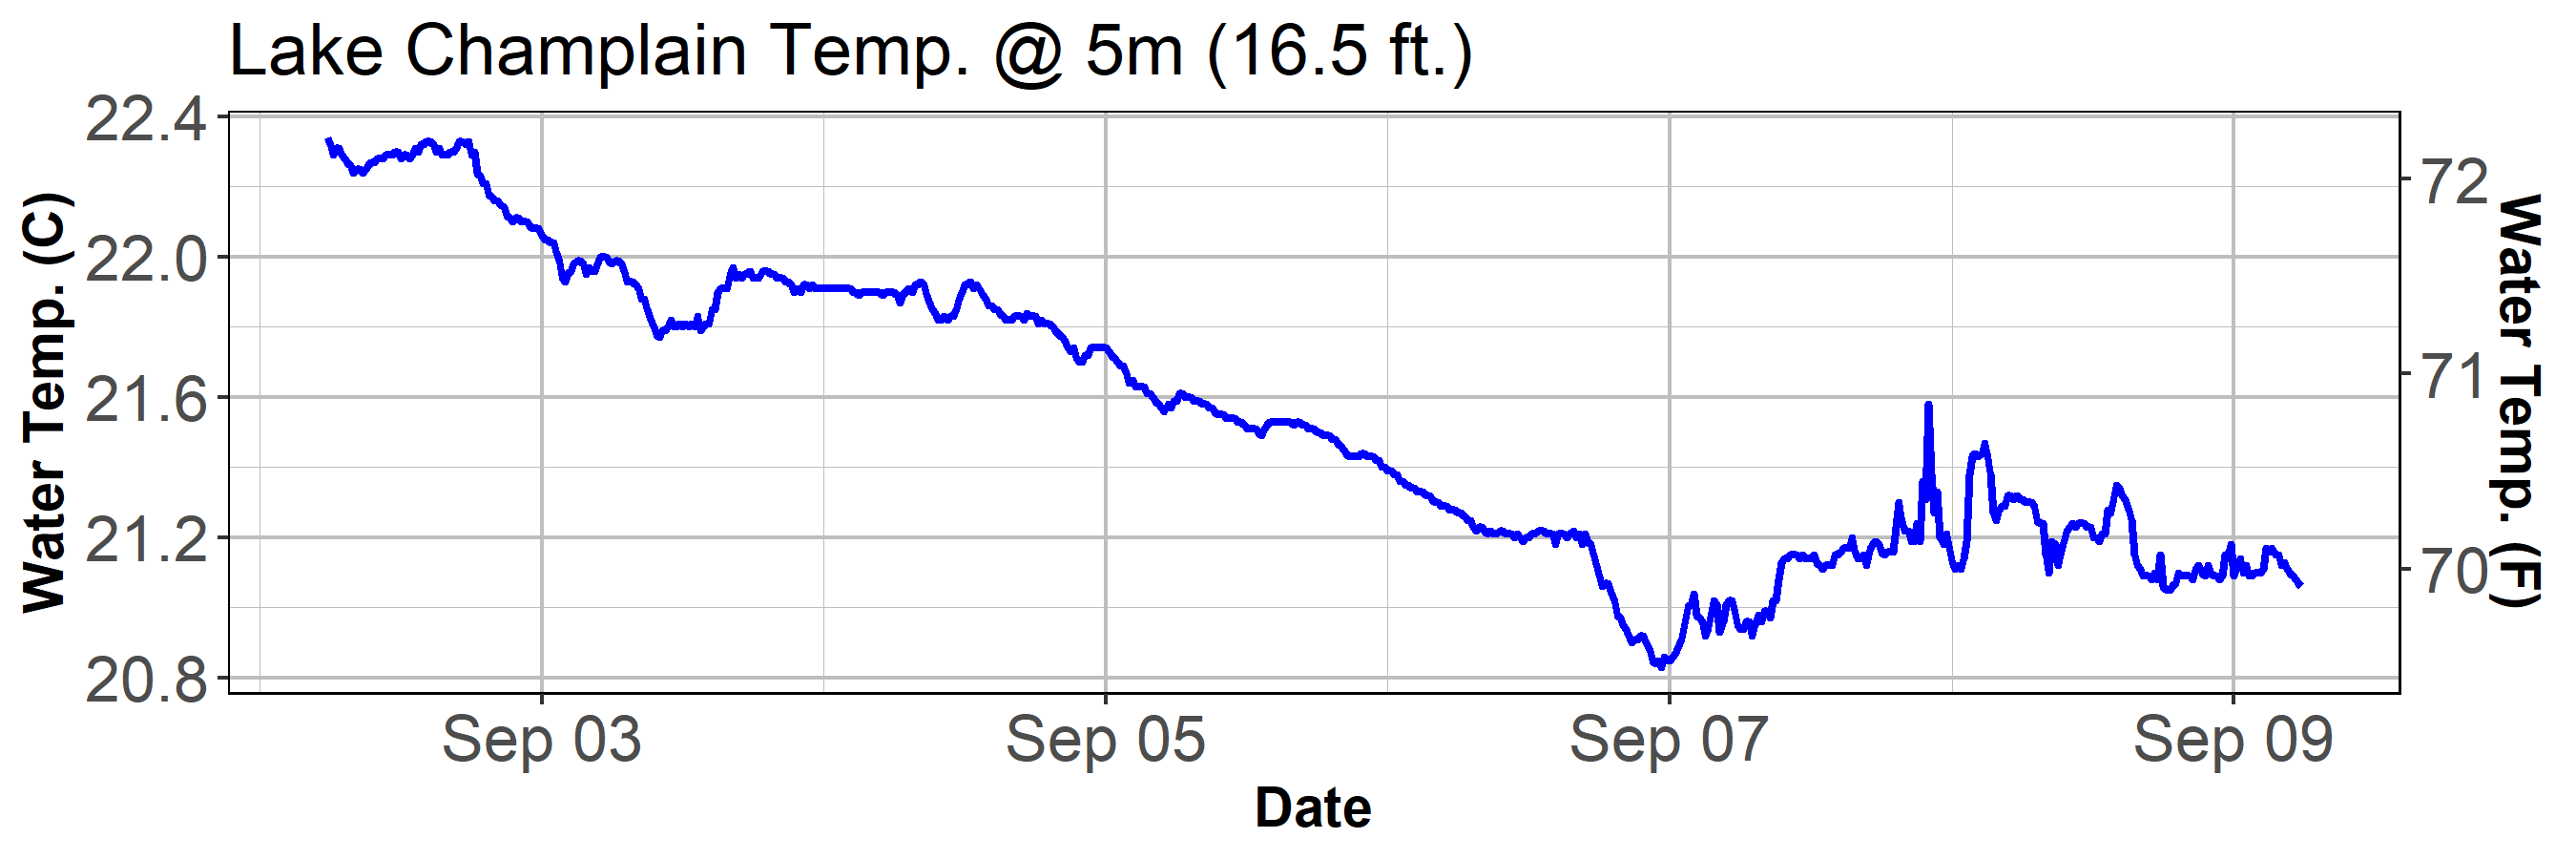 Lake Champlain Temp. @ 5m (16.5 ft.)
Water Temp. (C)
22.4
22.0
21.6
21.2
20.8
72
71
70
Water Temp. (F)
Sep 03 Sep 05 Sep 07 Sep 09
Date